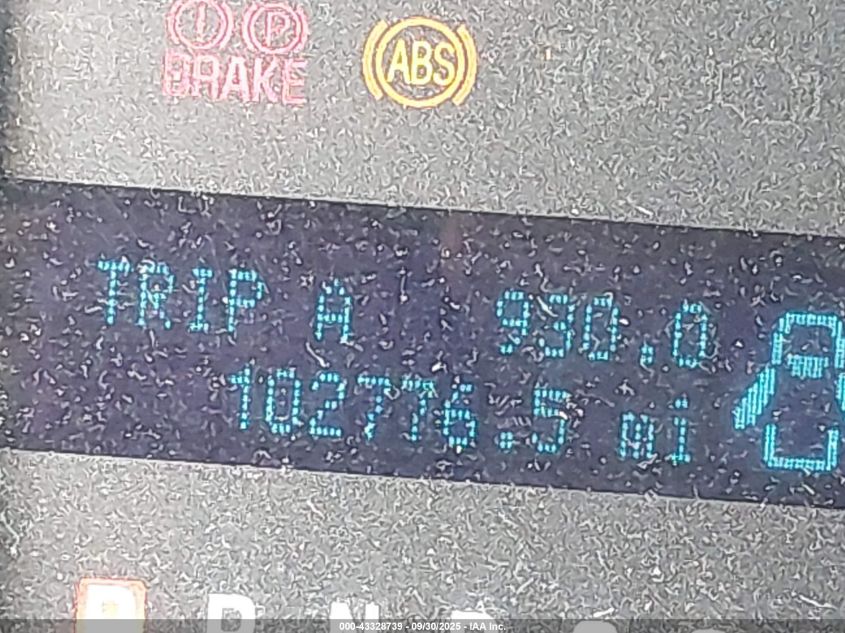 BRAKE ABS
TRIP A 930.0
102776.5 mi
P R N D
000-43328739 - 09/30/2025 - IAA Inc.